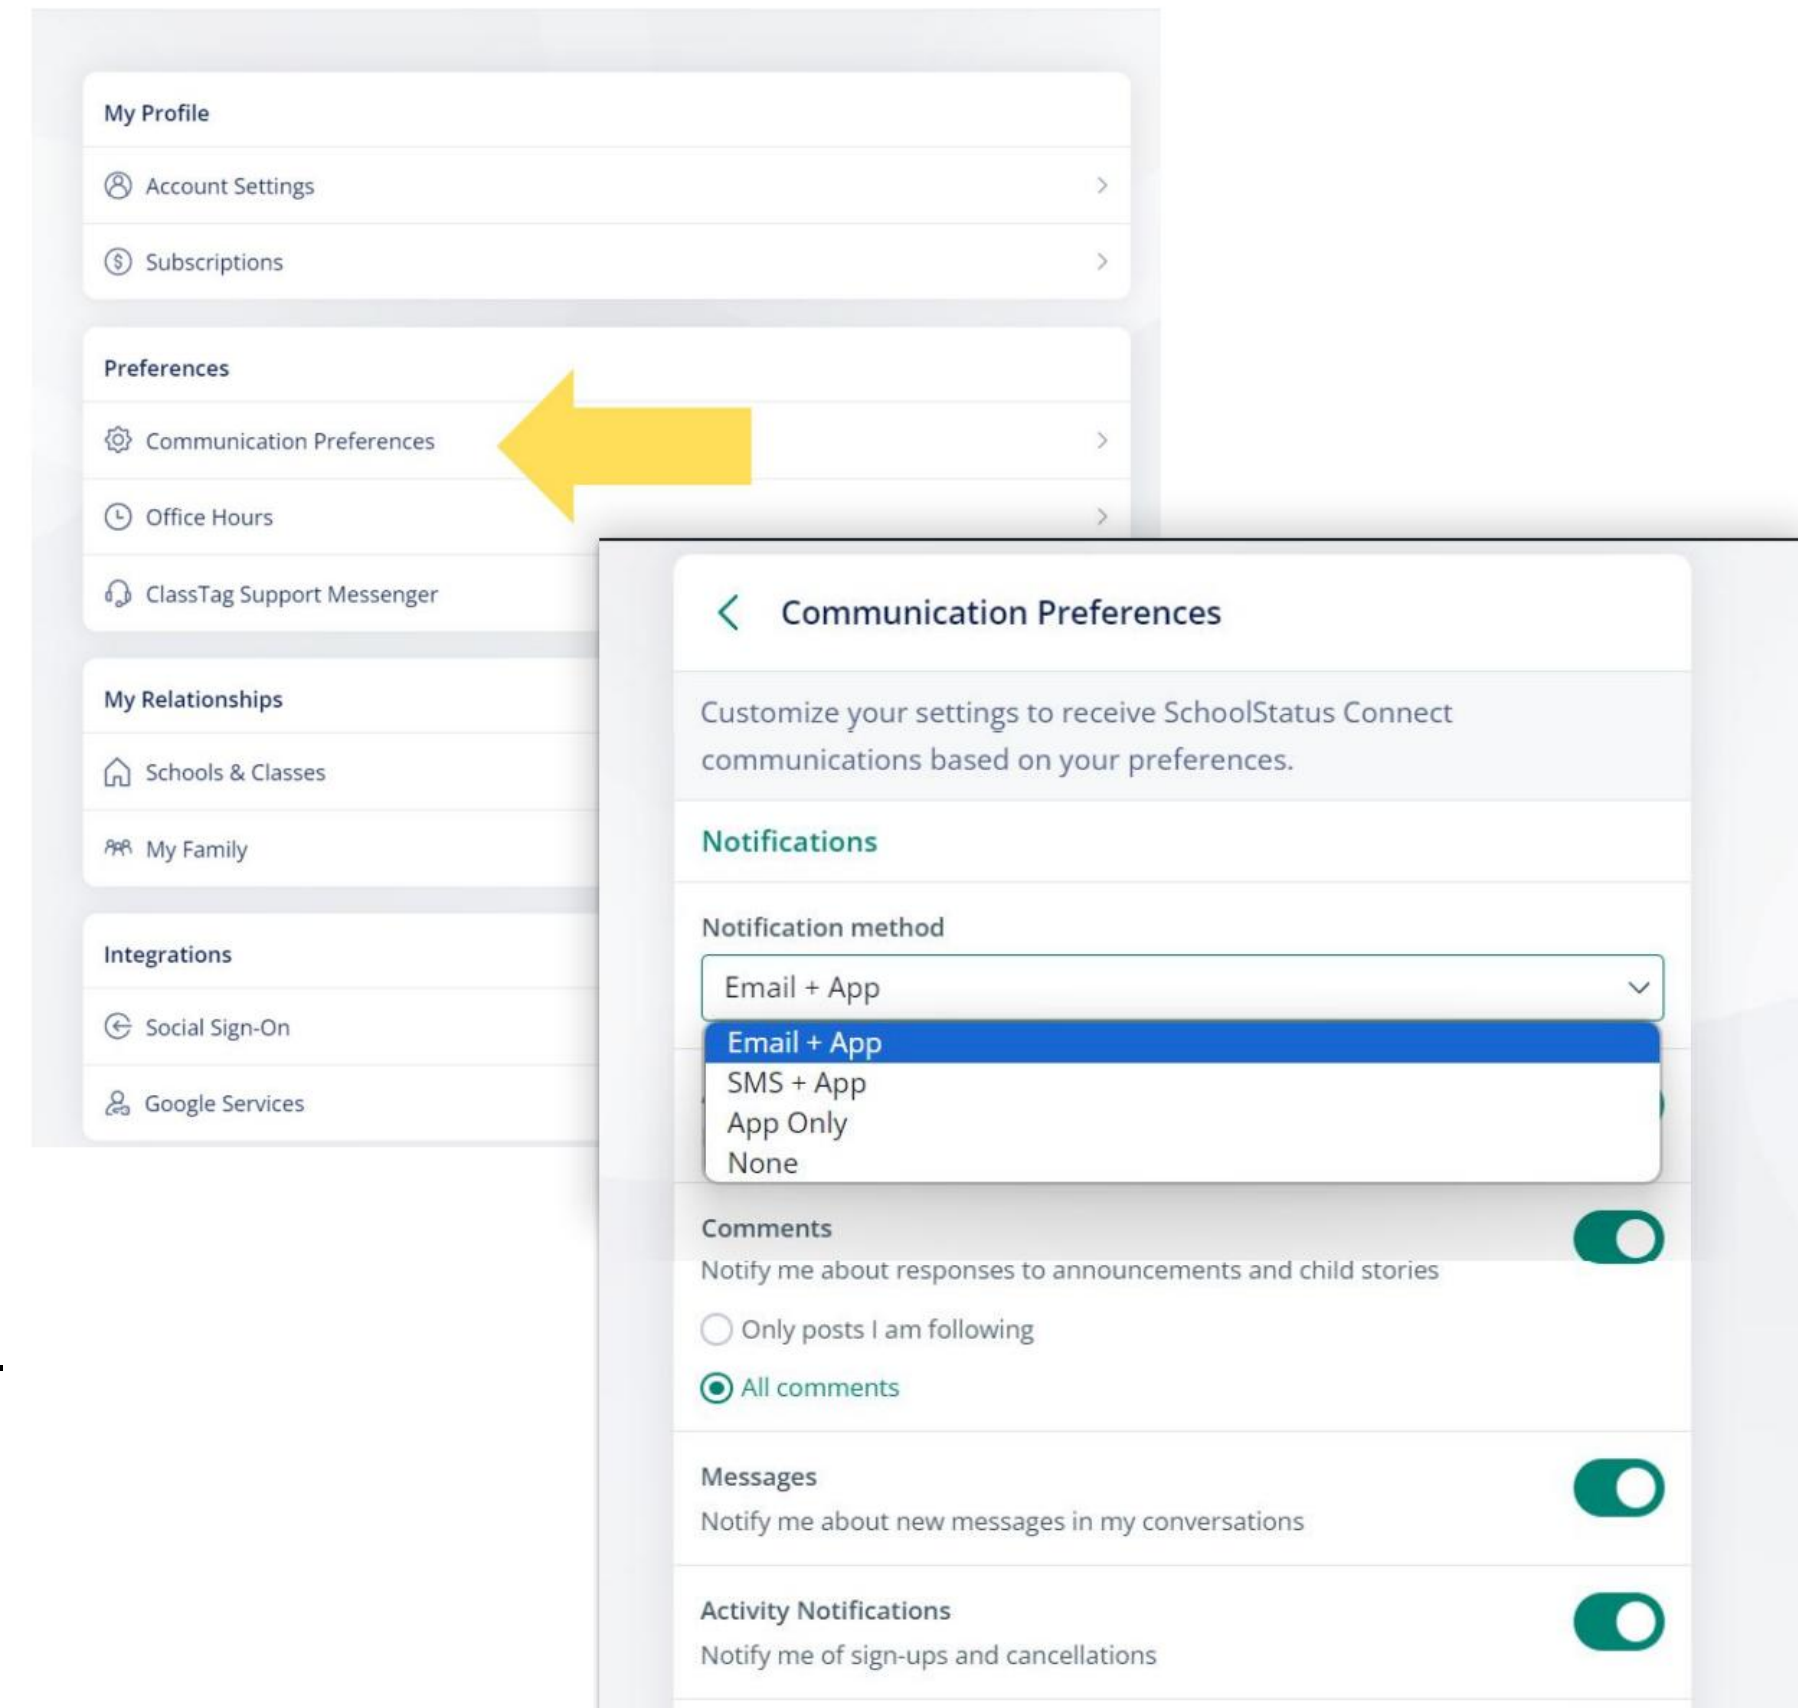 My Profile
Account Settings
Subscriptions
Preferences
Communication Preferences
Office Hours
ClassTag Support Messenger
My Relationships
Schools & Classes
My Family
Integrations
Social Sign-On
Google Services
Communication Preferences
Customize your settings to receive SchoolStatus Connect
communications based on your preferences.
Notifications
Notification method
Email + App
Email + App
SMS + App
App Only
None
Comments
Notify me about responses to announcements and child stories
Only posts I am following
All comments
Messages
Notify me about new messages in my conversations
Activity Notifications
Notify me of sign-ups and cancellations